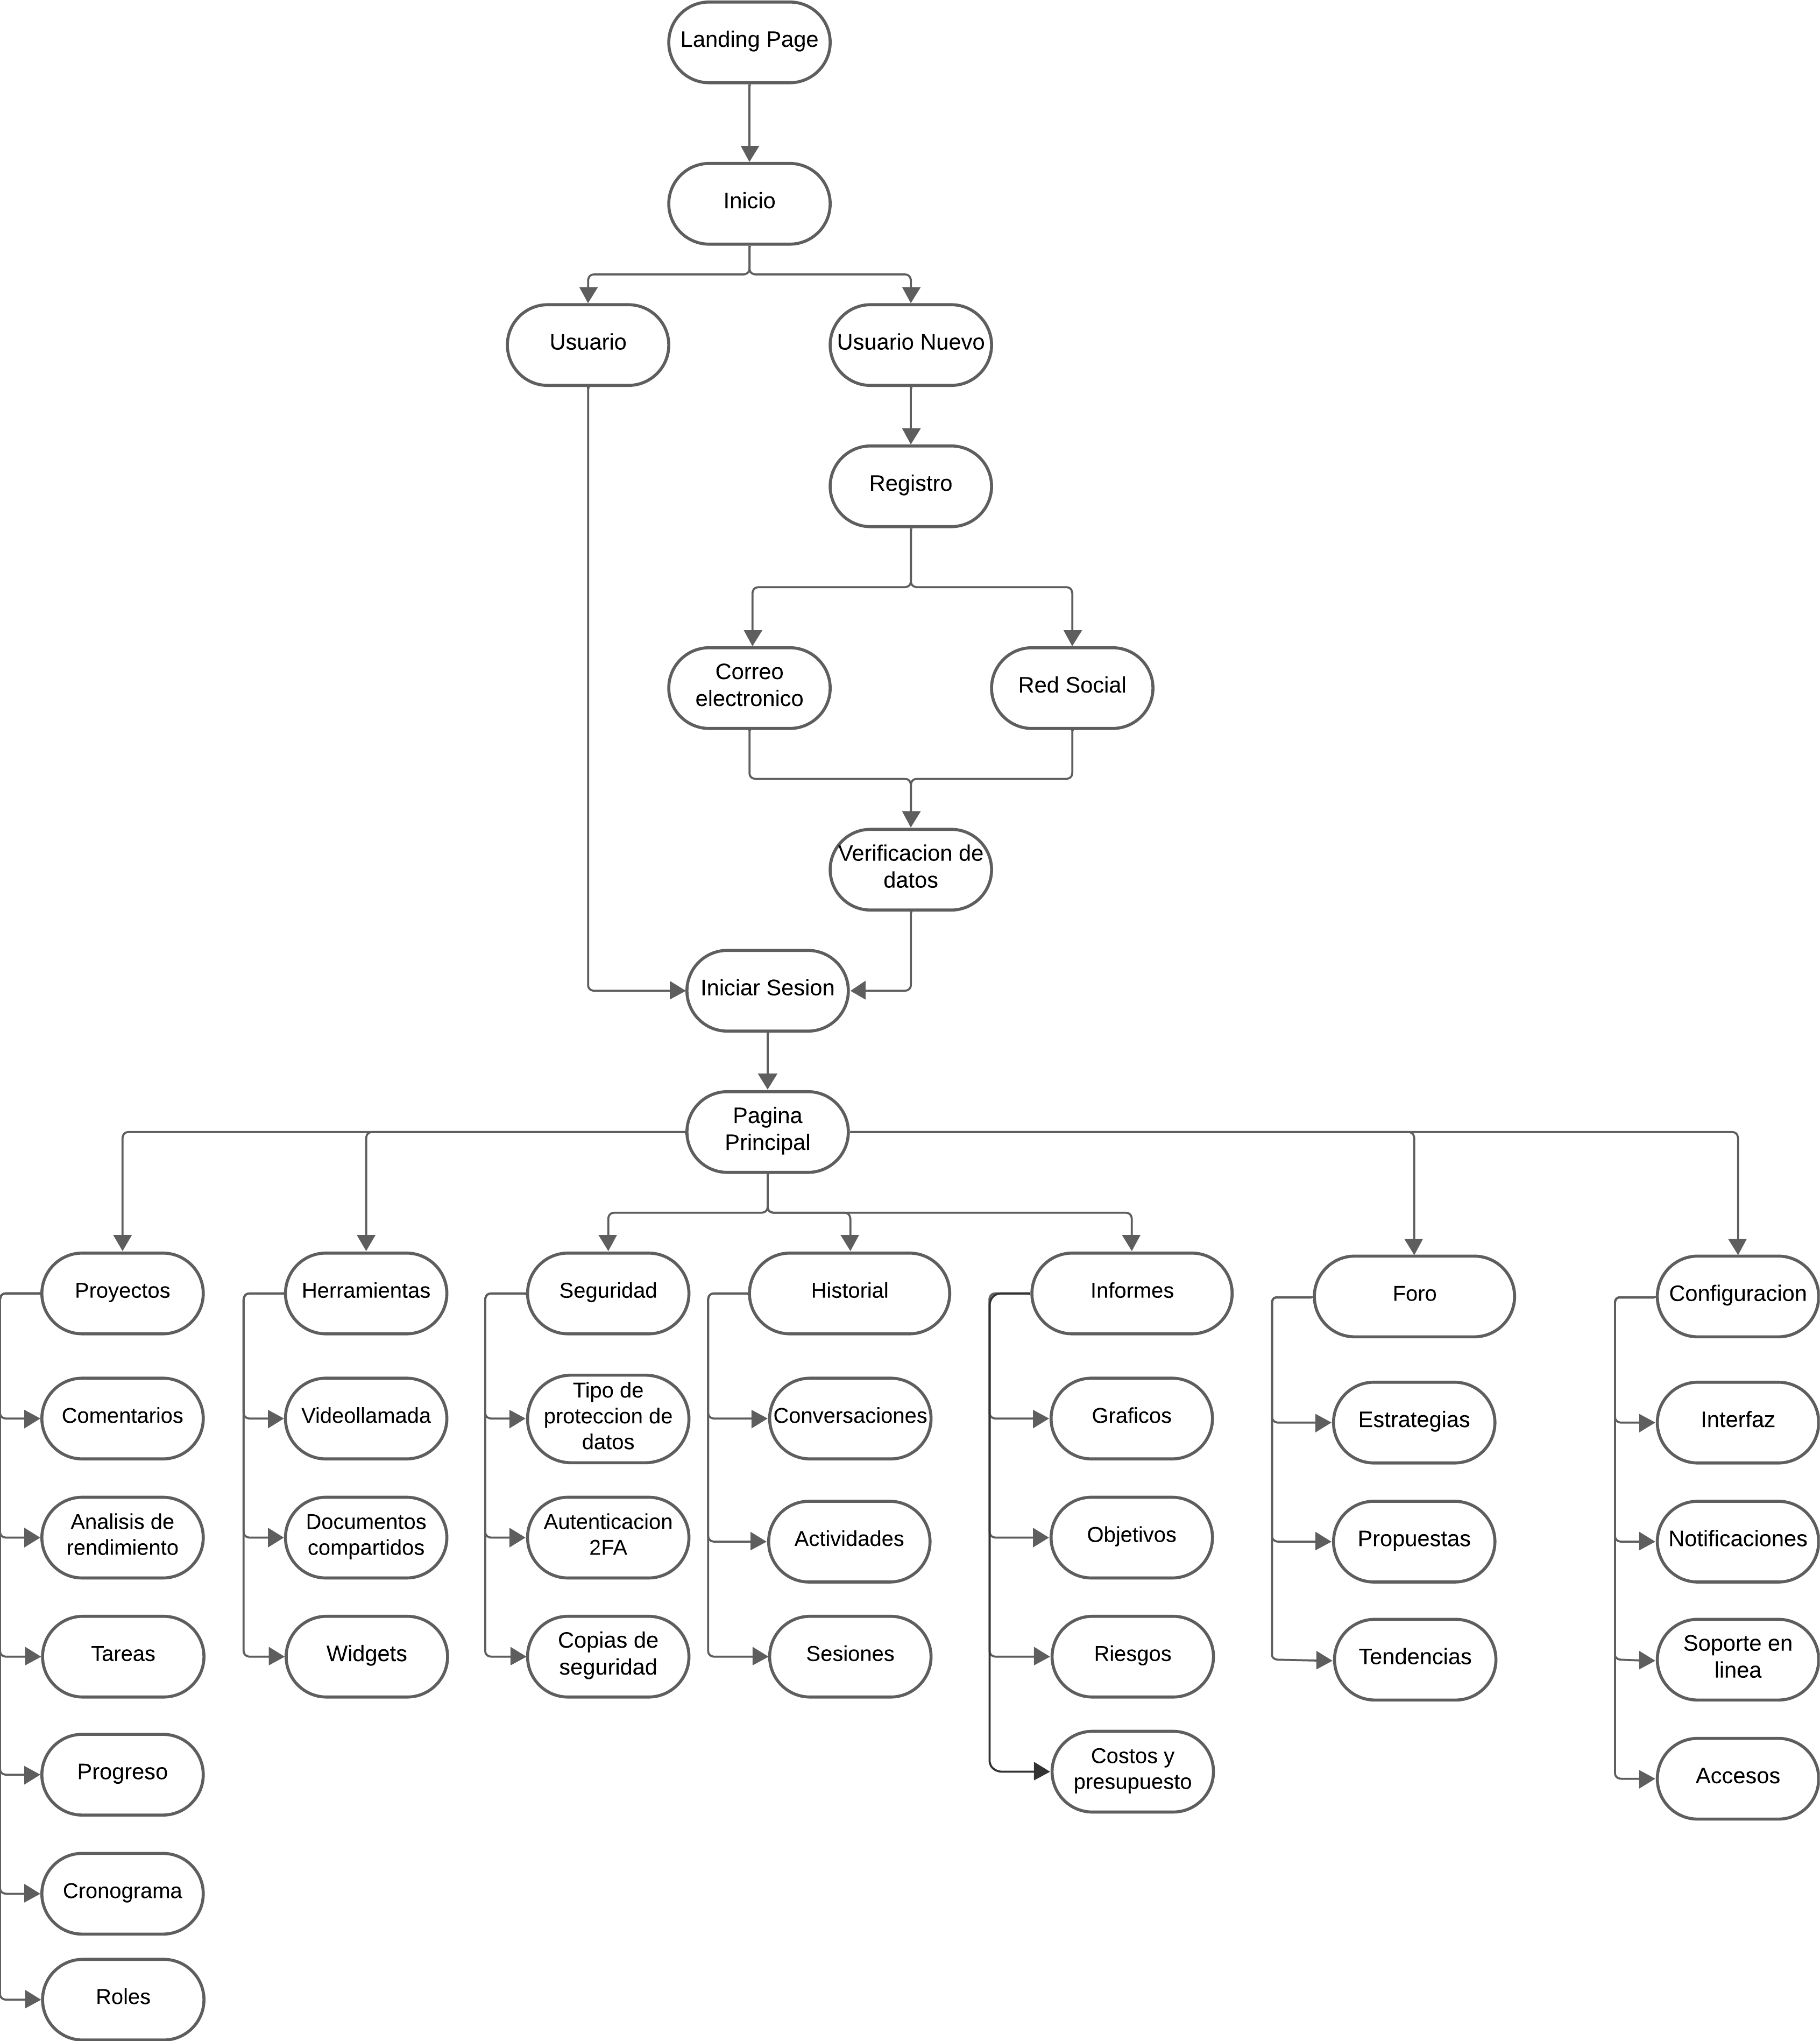 Landing Page
Inicio
Usuario
Usuario Nuevo
Registro
Correo
electronico
Red Social
Verificacion de
datos
Iniciar Sesion
Pagina
Principal
Proyectos
Herramientas
Seguridad
Historial
Informes
Foro
Configuracion
Comentarios
Videollamada
Tipo de
proteccion de
datos
Conversaciones
Graficos
Estrategias
Interfaz
Analisis de
rendimiento
Documentos
compartidos
Autenticacion
2FA
Actividades
Objetivos
Propuestas
Notificaciones
Tareas
Widgets
Copias de
seguridad
Sesiones
Riesgos
Tendencias
Soporte en
linea
Progreso
Costos y
presupuesto
Accesos
Cronograma
Roles